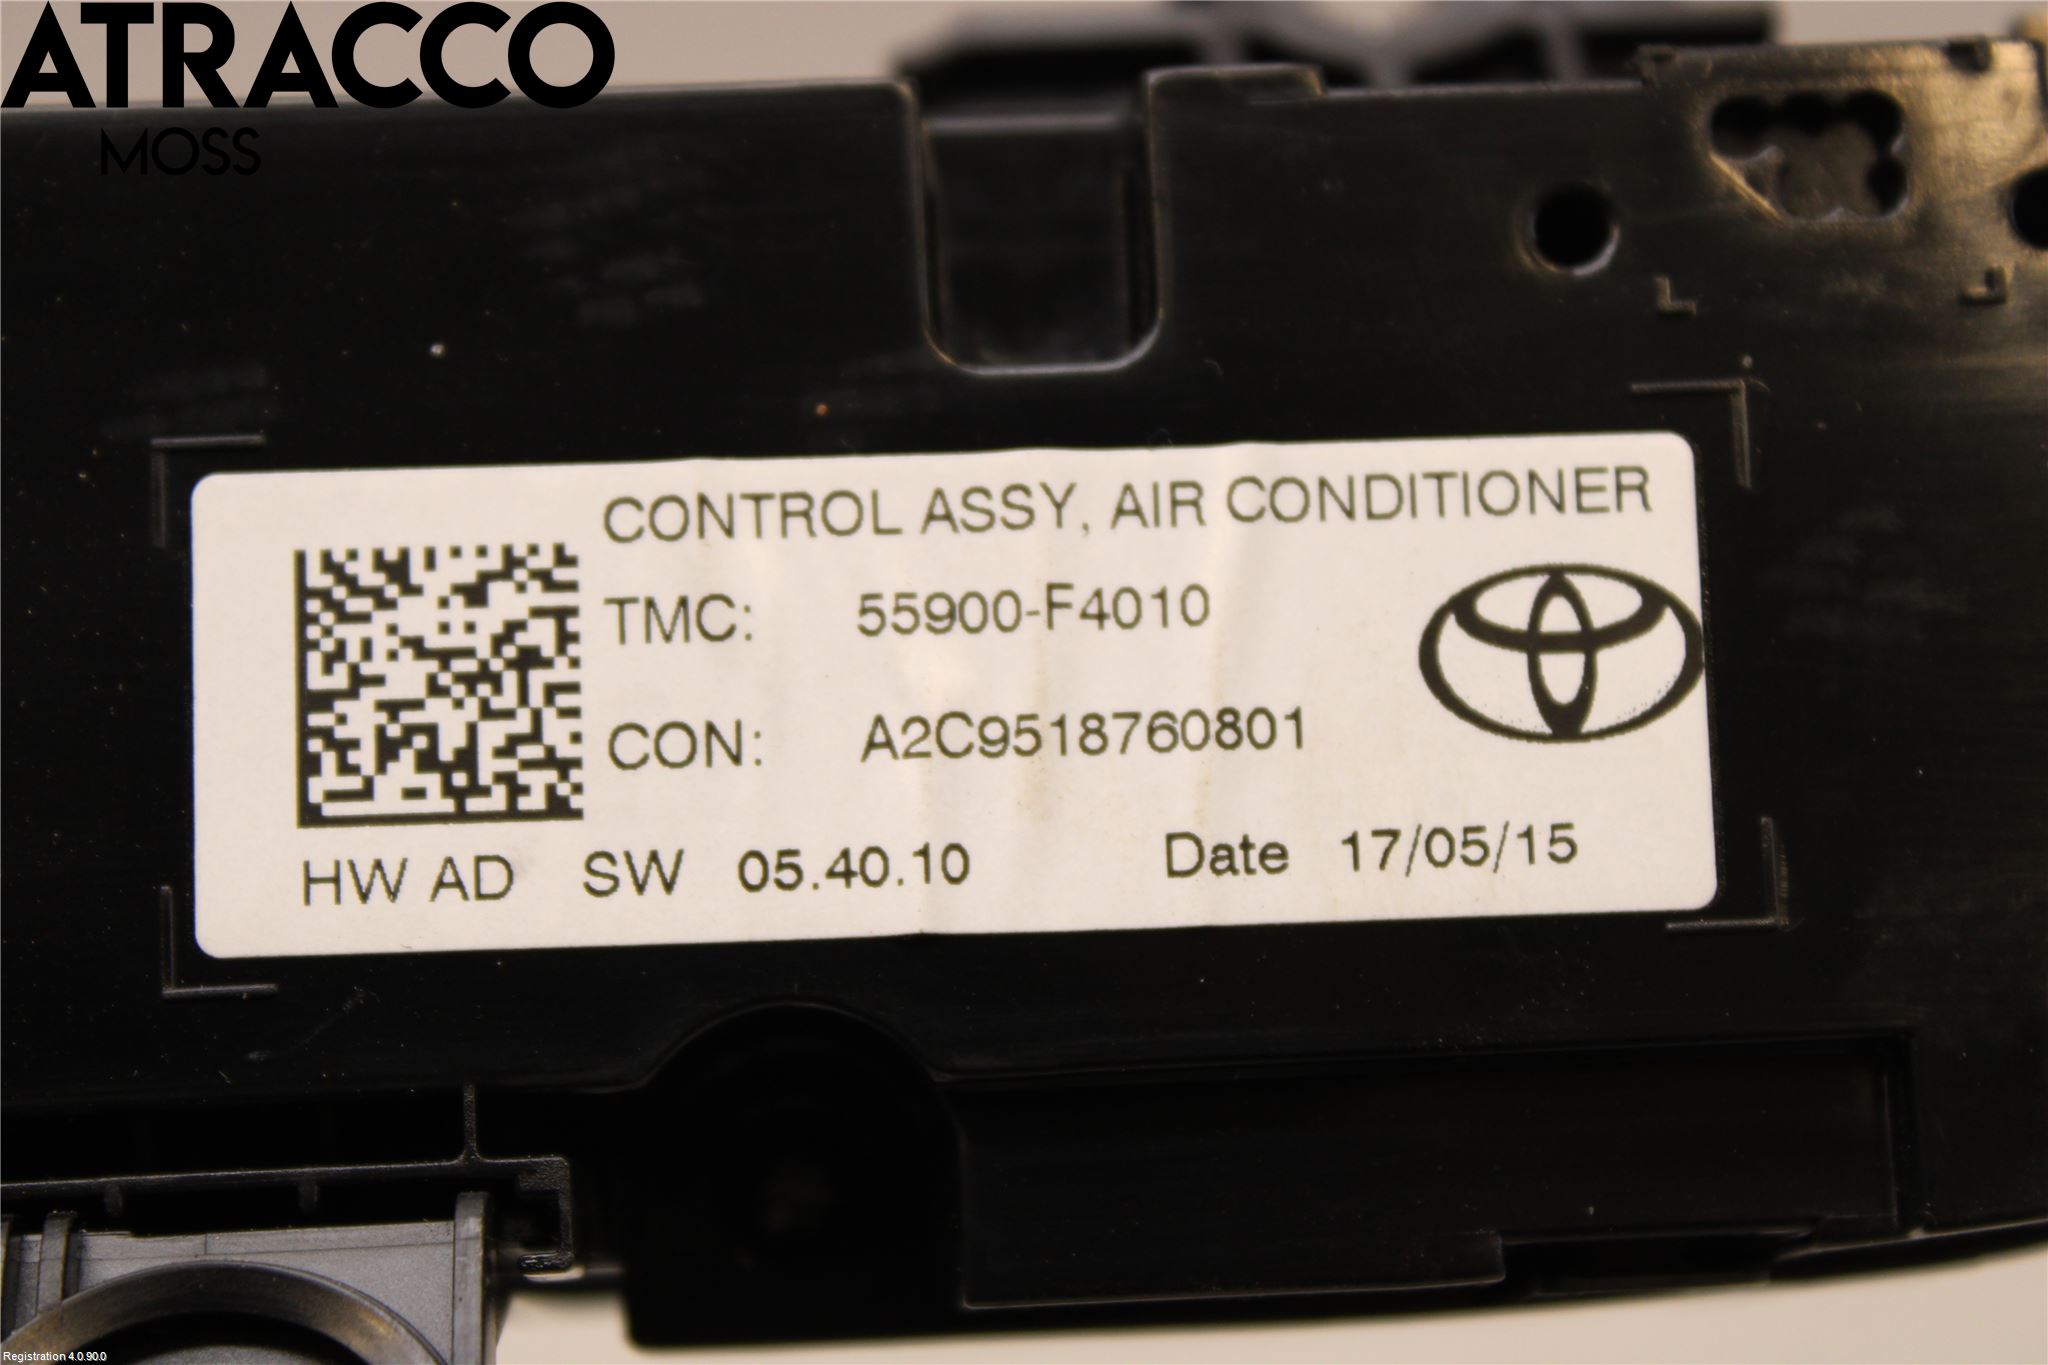 ATRACCO
MOSS
CONTROL ASSY, AIR CONDITIONER
TMC: 55900-F4010
CON: A2C9518760801
HW AD SW 05.40.10 Date 17/05/15
Registration 4.0.90.0